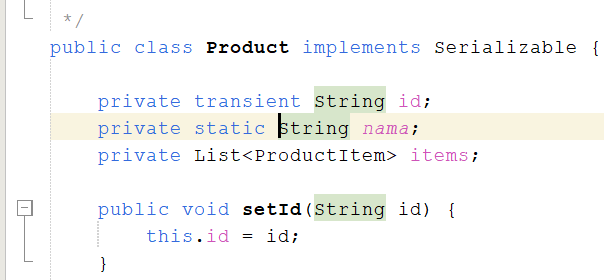 */
public class Product implements Serializable {
private transient String id;
private static String nama;
private List<ProductItem> items;
public void setId(String id) {
this.id = id;
}